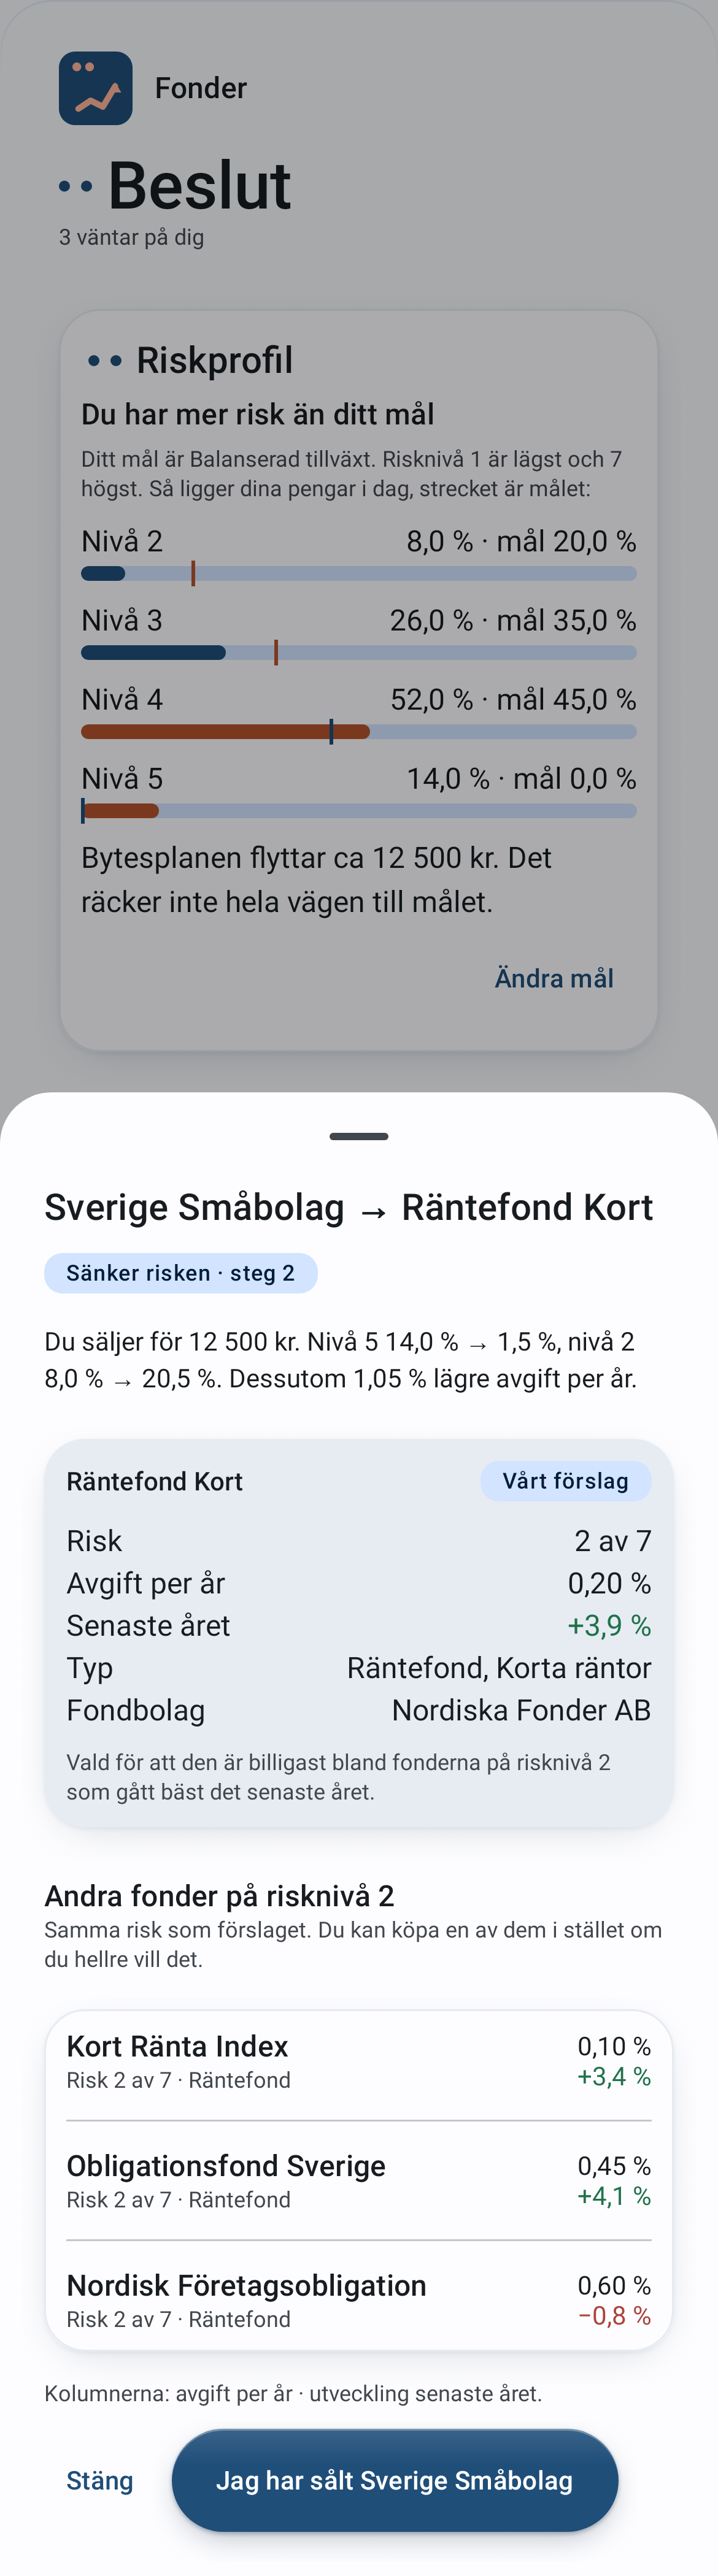 Fonder
Beslut
3 väntar på dig
Riskprofil
Du har mer risk än ditt mål
Ditt mål är Balanserad tillväxt. Risknivå 1 är lägst och 7
högst. Så ligger dina pengar i dag, strecket är målet:
Nivå 2 8,0 % · mål 20,0 %
Nivå 3 26,0 % · mål 35,0 %
Nivå 4 52,0 % · mål 45,0 %
Nivå 5 14,0 % · mål 0,0 %
Bytesplanen flyttar ca 12 500 kr. Det
räcker inte hela vägen till målet.
Ändra mål
Sverige Småbolag → Räntefond Kort
Sänker risken · steg 2
Du säljer för 12 500 kr. Nivå 5 14,0 % → 1,5 %, nivå 2
8,0 % → 20,5 %. Dessutom 1,05 % lägre avgift per år.
Räntefond Kort Vårt förslag
Risk 2 av 7
Avgift per år 0,20 %
Senaste året +3,9 %
Typ Räntefond, Korta räntor
Fondbolag Nordiska Fonder AB
Vald för att den är billigast bland fonderna på risknivå 2
som gått bäst det senaste året.
Andra fonder på risknivå 2
Samma risk som förslaget. Du kan köpa en av dem i stället om
du hellre vill det.
Kort Ränta Index 0,10 %
Risk 2 av 7 · Räntefond +3,4 %
Obligationsfond Sverige 0,45 %
Risk 2 av 7 · Räntefond +4,1 %
Nordisk Företagsobligation 0,60 %
Risk 2 av 7 · Räntefond −0,8 %
Kolumnerna: avgift per år · utveckling senaste året.
Stäng Jag har sålt Sverige Småbolag